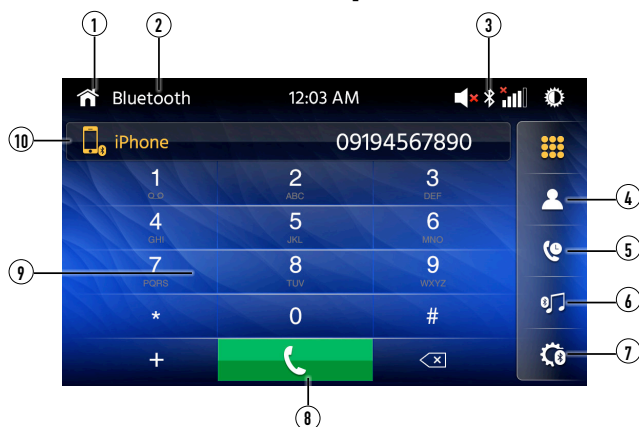 1 2 3
Bluetooth 12:03 AM
10 iPhone 09194567890
1 2 3
ABC DEF
4
4 5 6
GHI JKL MNO
5
9 7 8 9
PQRS TUV WXYZ
6
* 0 #
+ 7
8